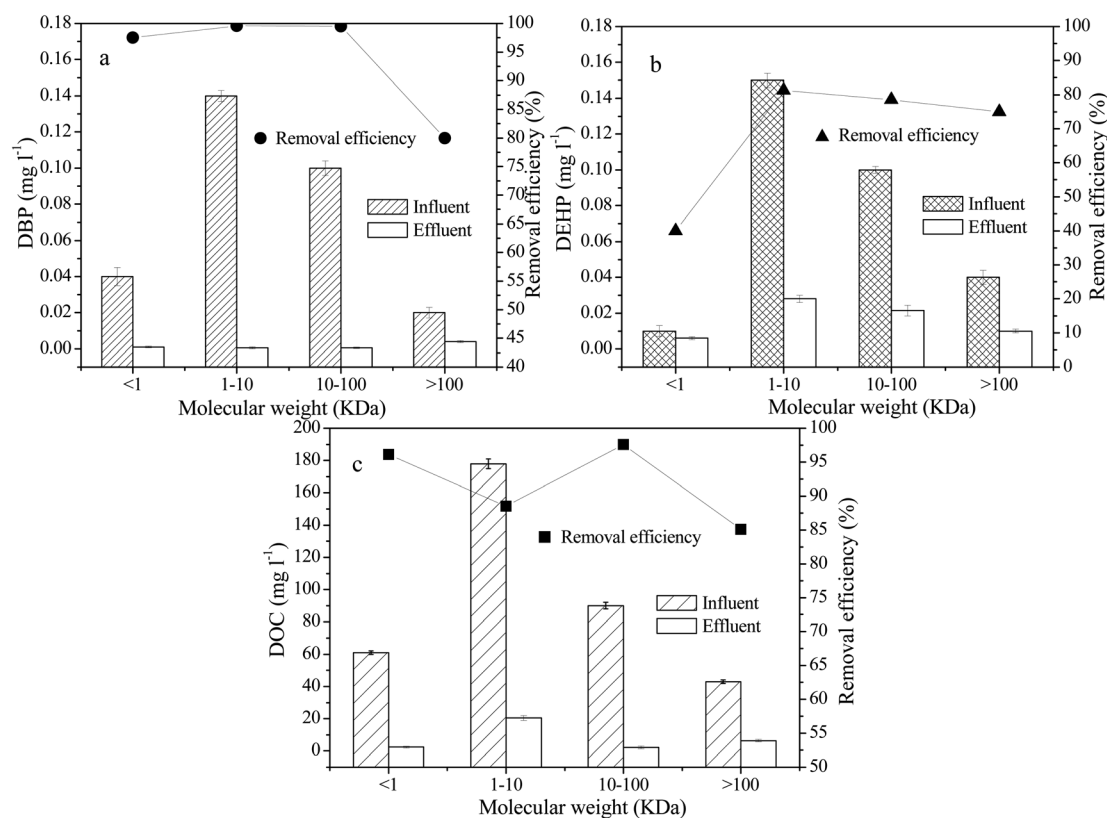 a
DBP (mg l⁻¹)
0.18
0.16
0.14
0.12
0.10
0.08
0.06
0.04
0.02
0.00
Removal efficiency
Influent
Effluent
100
95
90
85
80
75
70
65
60
55
50
45
40
Removal efficiency (%)
<1 1-10 10-100 >100
Molecular weight (KDa)
b
DEHP (mg l⁻¹)
0.18
0.16
0.14
0.12
0.10
0.08
0.06
0.04
0.02
0.00
Removal efficiency
Influent
Effluent
100
90
80
70
60
50
40
30
20
10
0
Removal efficiency (%)
<1 1-10 10-100 >100
Molecular weight (KDa)
c
DOC (mg l⁻¹)
200
180
160
140
120
100
80
60
40
20
0
Removal efficiency
Influent
Effluent
100
95
90
85
80
75
70
65
60
55
50
Removal efficiency (%)
<1 1-10 10-100 >100
Molecular weight (KDa)